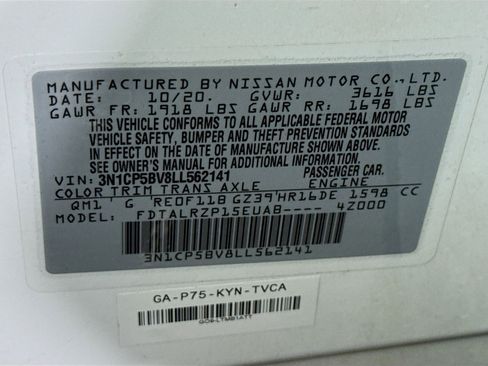 MANUFACTURED BY NISSAN MOTOR CO., LTD.
DATE: 10/20. GVWR: 3616 LBS
GAWR FR: 1918 LBS GAWR RR: 1698 LBS
THIS VEHICLE CONFORMS TO ALL APPLICABLE FEDERAL MOTOR
VEHICLE SAFETY, BUMPER AND THEFT PREVENTION STANDARDS
IN EFFECT ON THE DATE OF MANUFACTURE SHOWN ABOVE.
SEE OWNER'S MANUAL FOR ADDITIONAL INFORMATION
VIN: 3N1CP5BV8LL562141 PASSENGER CAR.
COLOR TRIM TRANS AXLE ENGINE
QM1 G RE0F11B GZ39 HR16DE 1598 CC
MODEL: FDTALRZP15EUAB---- 4Z000
3N1CP5BV8LL562141
GA-P75-KYN-TVCA